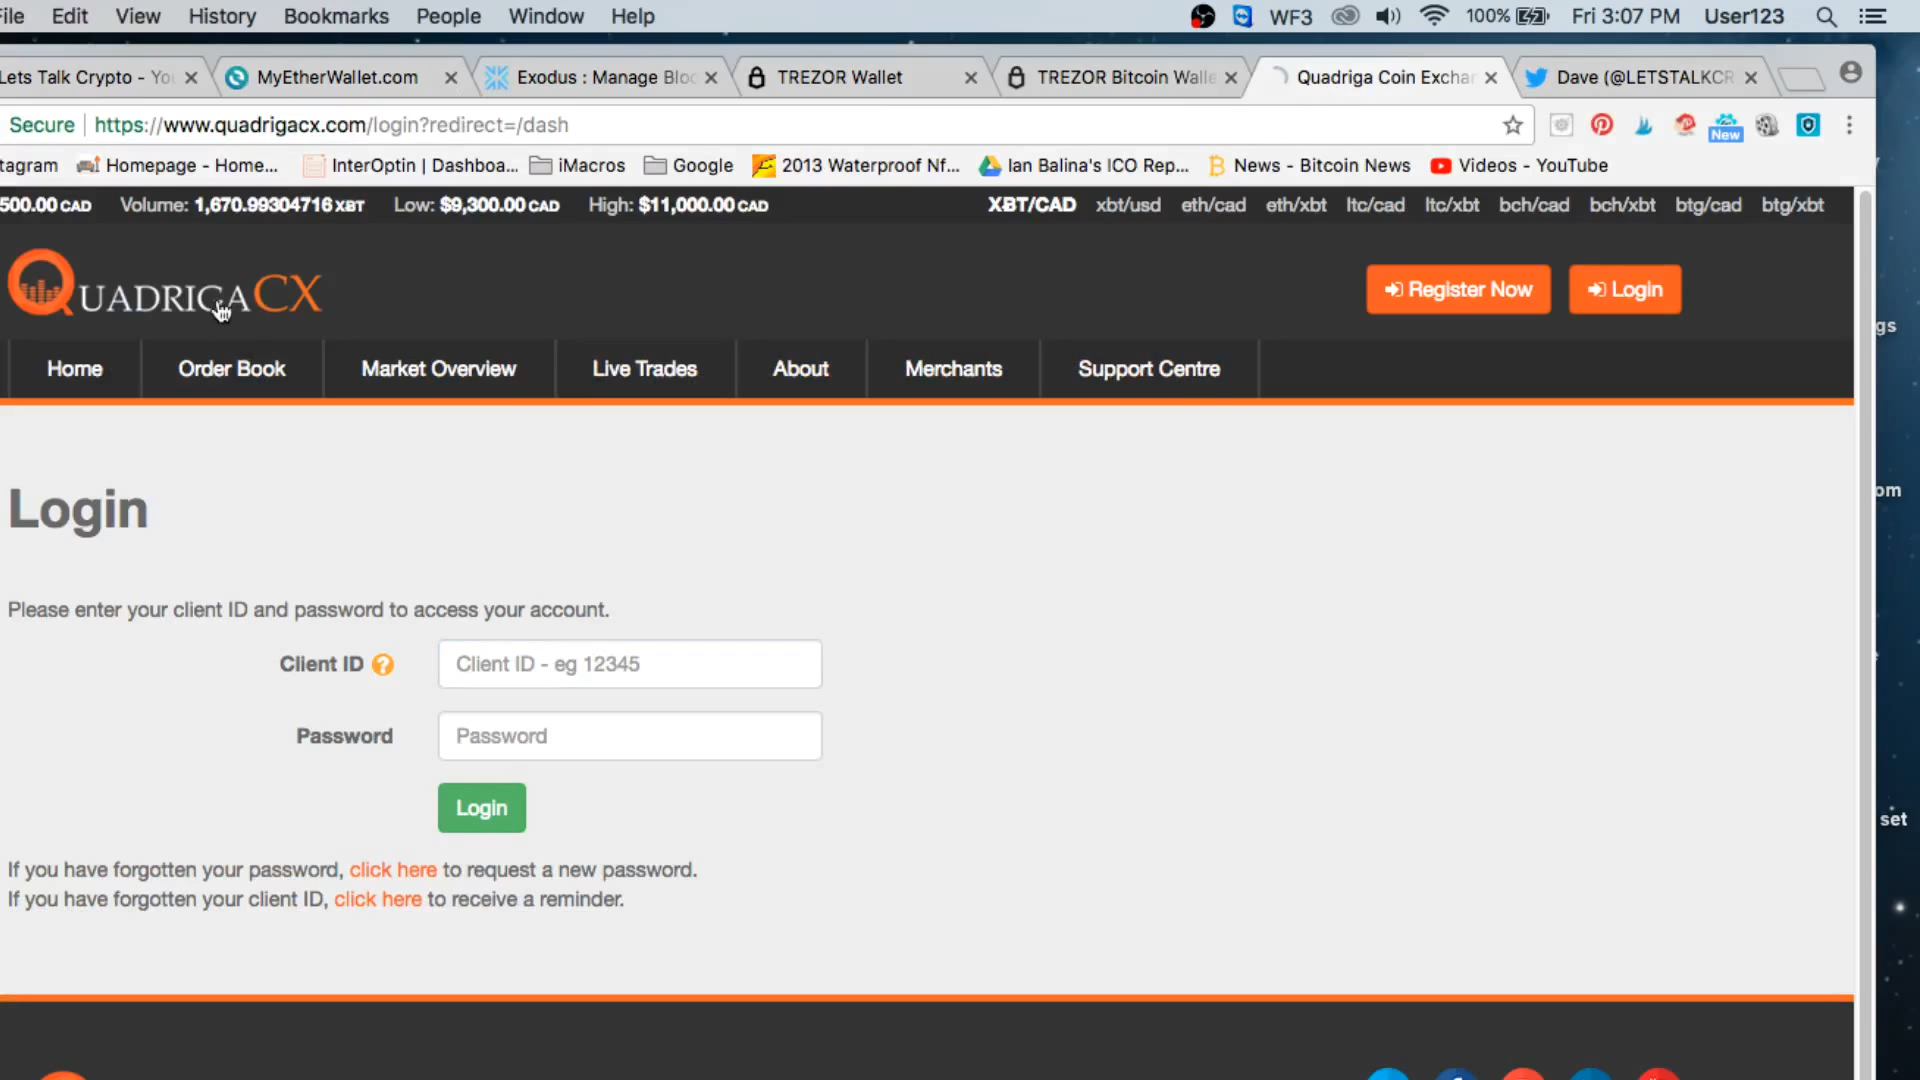 File Edit View History Bookmarks People Window Help WF3 100% Fri 3:07 PM User123
Lets Talk Crypto - You MyEtherWallet.com Exodus : Manage Bloc TREZOR Wallet TREZOR Bitcoin Walle Quadriga Coin Exchan Dave (@LETSTALKCR
Secure https://www.quadrigacx.com/login?redirect=/dash New
tagram Homepage - Home... InterOptin | Dashboa... iMacros Google 2013 Waterproof Nf... Ian Balina's ICO Rep... News - Bitcoin News Videos - YouTube
500.00 CAD Volume: 1,670.99304716 XBT Low: $9,300.00 CAD High: $11,000.00 CAD XBT/CAD xbt/usd eth/cad eth/xbt ltc/cad ltc/xbt bch/cad bch/xbt btg/cad btg/xbt
QUADRIGACX Register Now Login
gs
Home Order Book Market Overview Live Trades About Merchants Support Centre
om
Login
Please enter your client ID and password to access your account.
Client ID ? Client ID - eg 12345
Password Password
Login
set
If you have forgotten your password, click here to request a new password.
If you have forgotten your client ID, click here to receive a reminder.